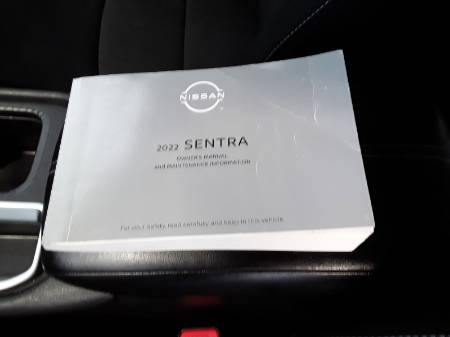 NISSAN
2022 SENTRA
OWNER'S MANUAL
and MAINTENANCE INFORMATION
For your safety, read carefully and keep in this vehicle.